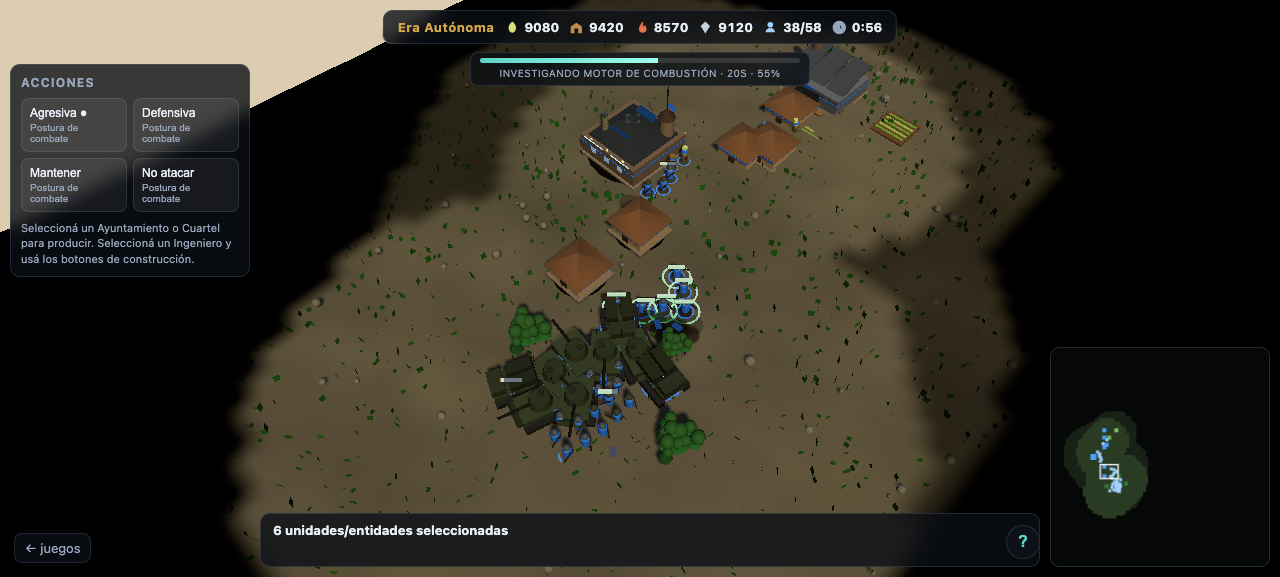 Era Autónoma 9080 9420 8570 9120 38/58 0:56
INVESTIGANDO MOTOR DE COMBUSTIÓN · 20S · 55%
ACCIONES
Agresiva ●
Postura de
combate
Defensiva
Postura de
combate
Mantener
Postura de
combate
No atacar
Postura de
combate
Seleccioná un Ayuntamiento o Cuartel
para producir. Seleccioná un Ingeniero y
usá los botones de construcción.
6 unidades/entidades seleccionadas
?
← juegos